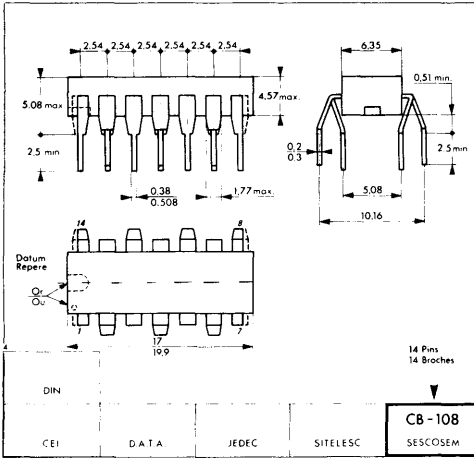 2.54 2,54 2,54 2,54 2,54 2,54
5.08 max
4,57 max.
2.5 min
0.38
0.508
1,77 max.
6,35
0,51 min.
0.2
0.3
2.5 min
5,08
10.16
14
8
Datum
Repere
Or
Ou
1
7
17
19,9
4
14 Pins
14 Broches
DIN
CEI
D.A.T.A.
JEDEC
SITELESC
CB-108
SESCOSEM